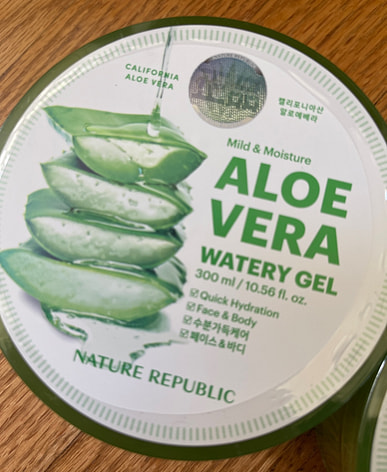 CALIFORNIA
ALOE VERA
캘리포니아산
알로에베라
Mild & Moisture
ALOE
VERA
WATERY GEL
300 ml / 10.56 fl. oz.
☑ Quick Hydration
☑ Face & Body
☑ 수분가득케어
☑ 페이스&바디
NATURE REPUBLIC